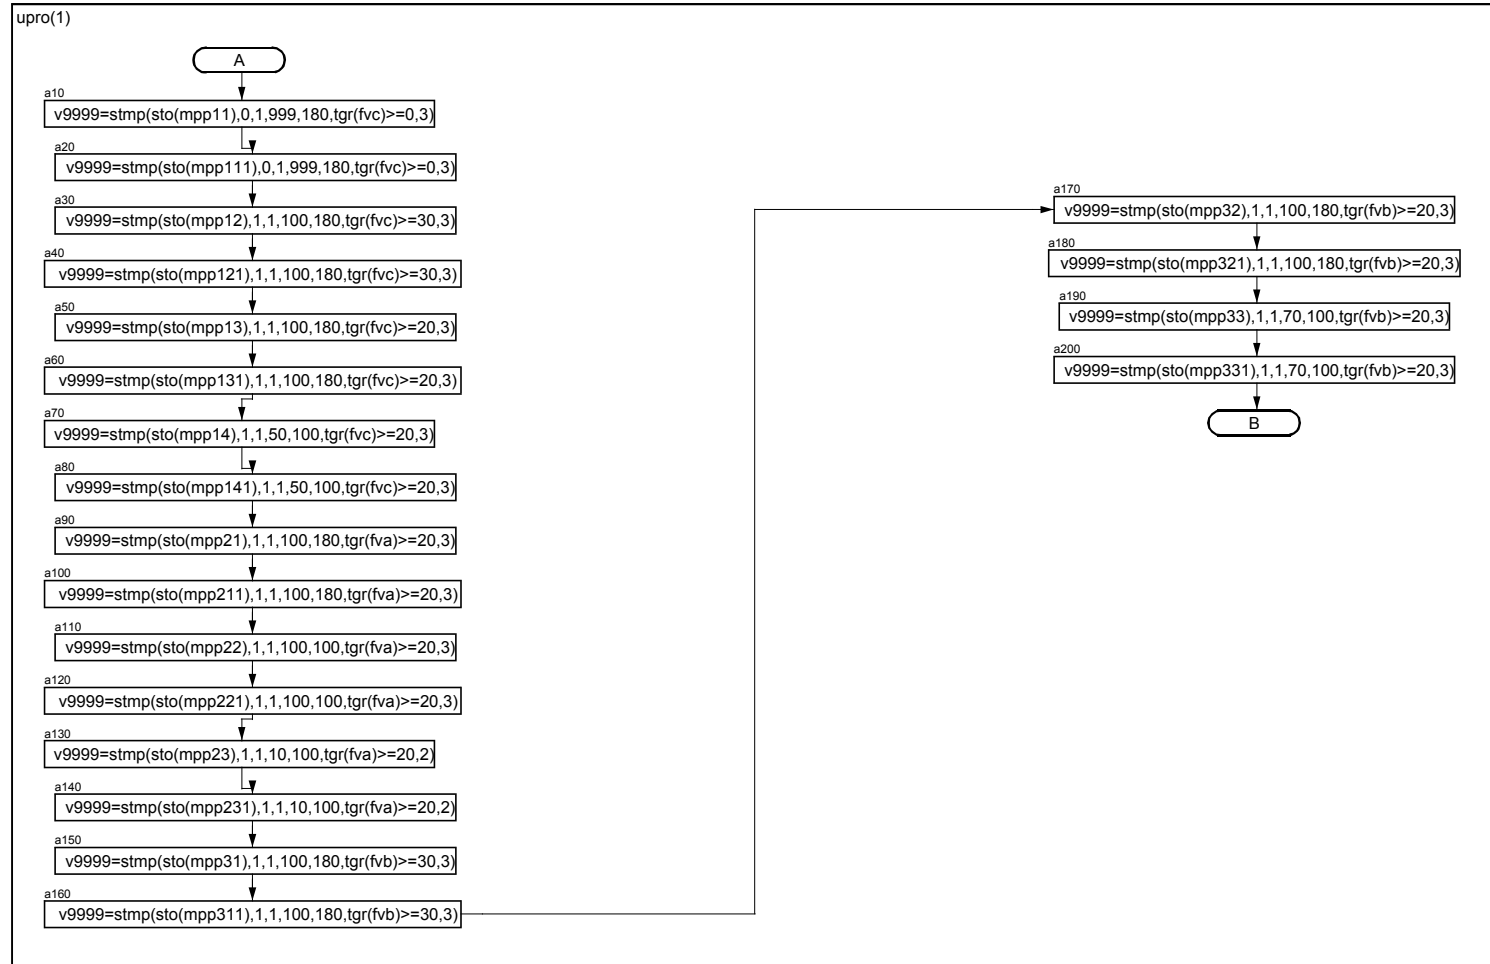 upro(1)
A
a10
v9999=stmp(sto(mpp11),0,1,999,180,tgr(fvc)>=0,3)
a20
v9999=stmp(sto(mpp111),0,1,999,180,tgr(fvc)>=0,3)
a30
v9999=stmp(sto(mpp12),1,1,100,180,tgr(fvc)>=30,3)
a40
v9999=stmp(sto(mpp121),1,1,100,180,tgr(fvc)>=30,3)
a50
v9999=stmp(sto(mpp13),1,1,100,180,tgr(fvc)>=20,3)
a60
v9999=stmp(sto(mpp131),1,1,100,180,tgr(fvc)>=20,3)
a70
v9999=stmp(sto(mpp14),1,1,50,100,tgr(fvc)>=20,3)
a80
v9999=stmp(sto(mpp141),1,1,50,100,tgr(fvc)>=20,3)
a90
v9999=stmp(sto(mpp21),1,1,100,180,tgr(fva)>=20,3)
a100
v9999=stmp(sto(mpp211),1,1,100,180,tgr(fva)>=20,3)
a110
v9999=stmp(sto(mpp22),1,1,100,100,tgr(fva)>=20,3)
a120
v9999=stmp(sto(mpp221),1,1,100,100,tgr(fva)>=20,3)
a130
v9999=stmp(sto(mpp23),1,1,10,100,tgr(fva)>=20,2)
a140
v9999=stmp(sto(mpp231),1,1,10,100,tgr(fva)>=20,2)
a150
v9999=stmp(sto(mpp31),1,1,100,180,tgr(fvb)>=30,3)
a160
v9999=stmp(sto(mpp311),1,1,100,180,tgr(fvb)>=30,3)
a170
v9999=stmp(sto(mpp32),1,1,100,180,tgr(fvb)>=20,3)
a180
v9999=stmp(sto(mpp321),1,1,100,180,tgr(fvb)>=20,3)
a190
v9999=stmp(sto(mpp33),1,1,70,100,tgr(fvb)>=20,3)
a200
v9999=stmp(sto(mpp331),1,1,70,100,tgr(fvb)>=20,3)
B